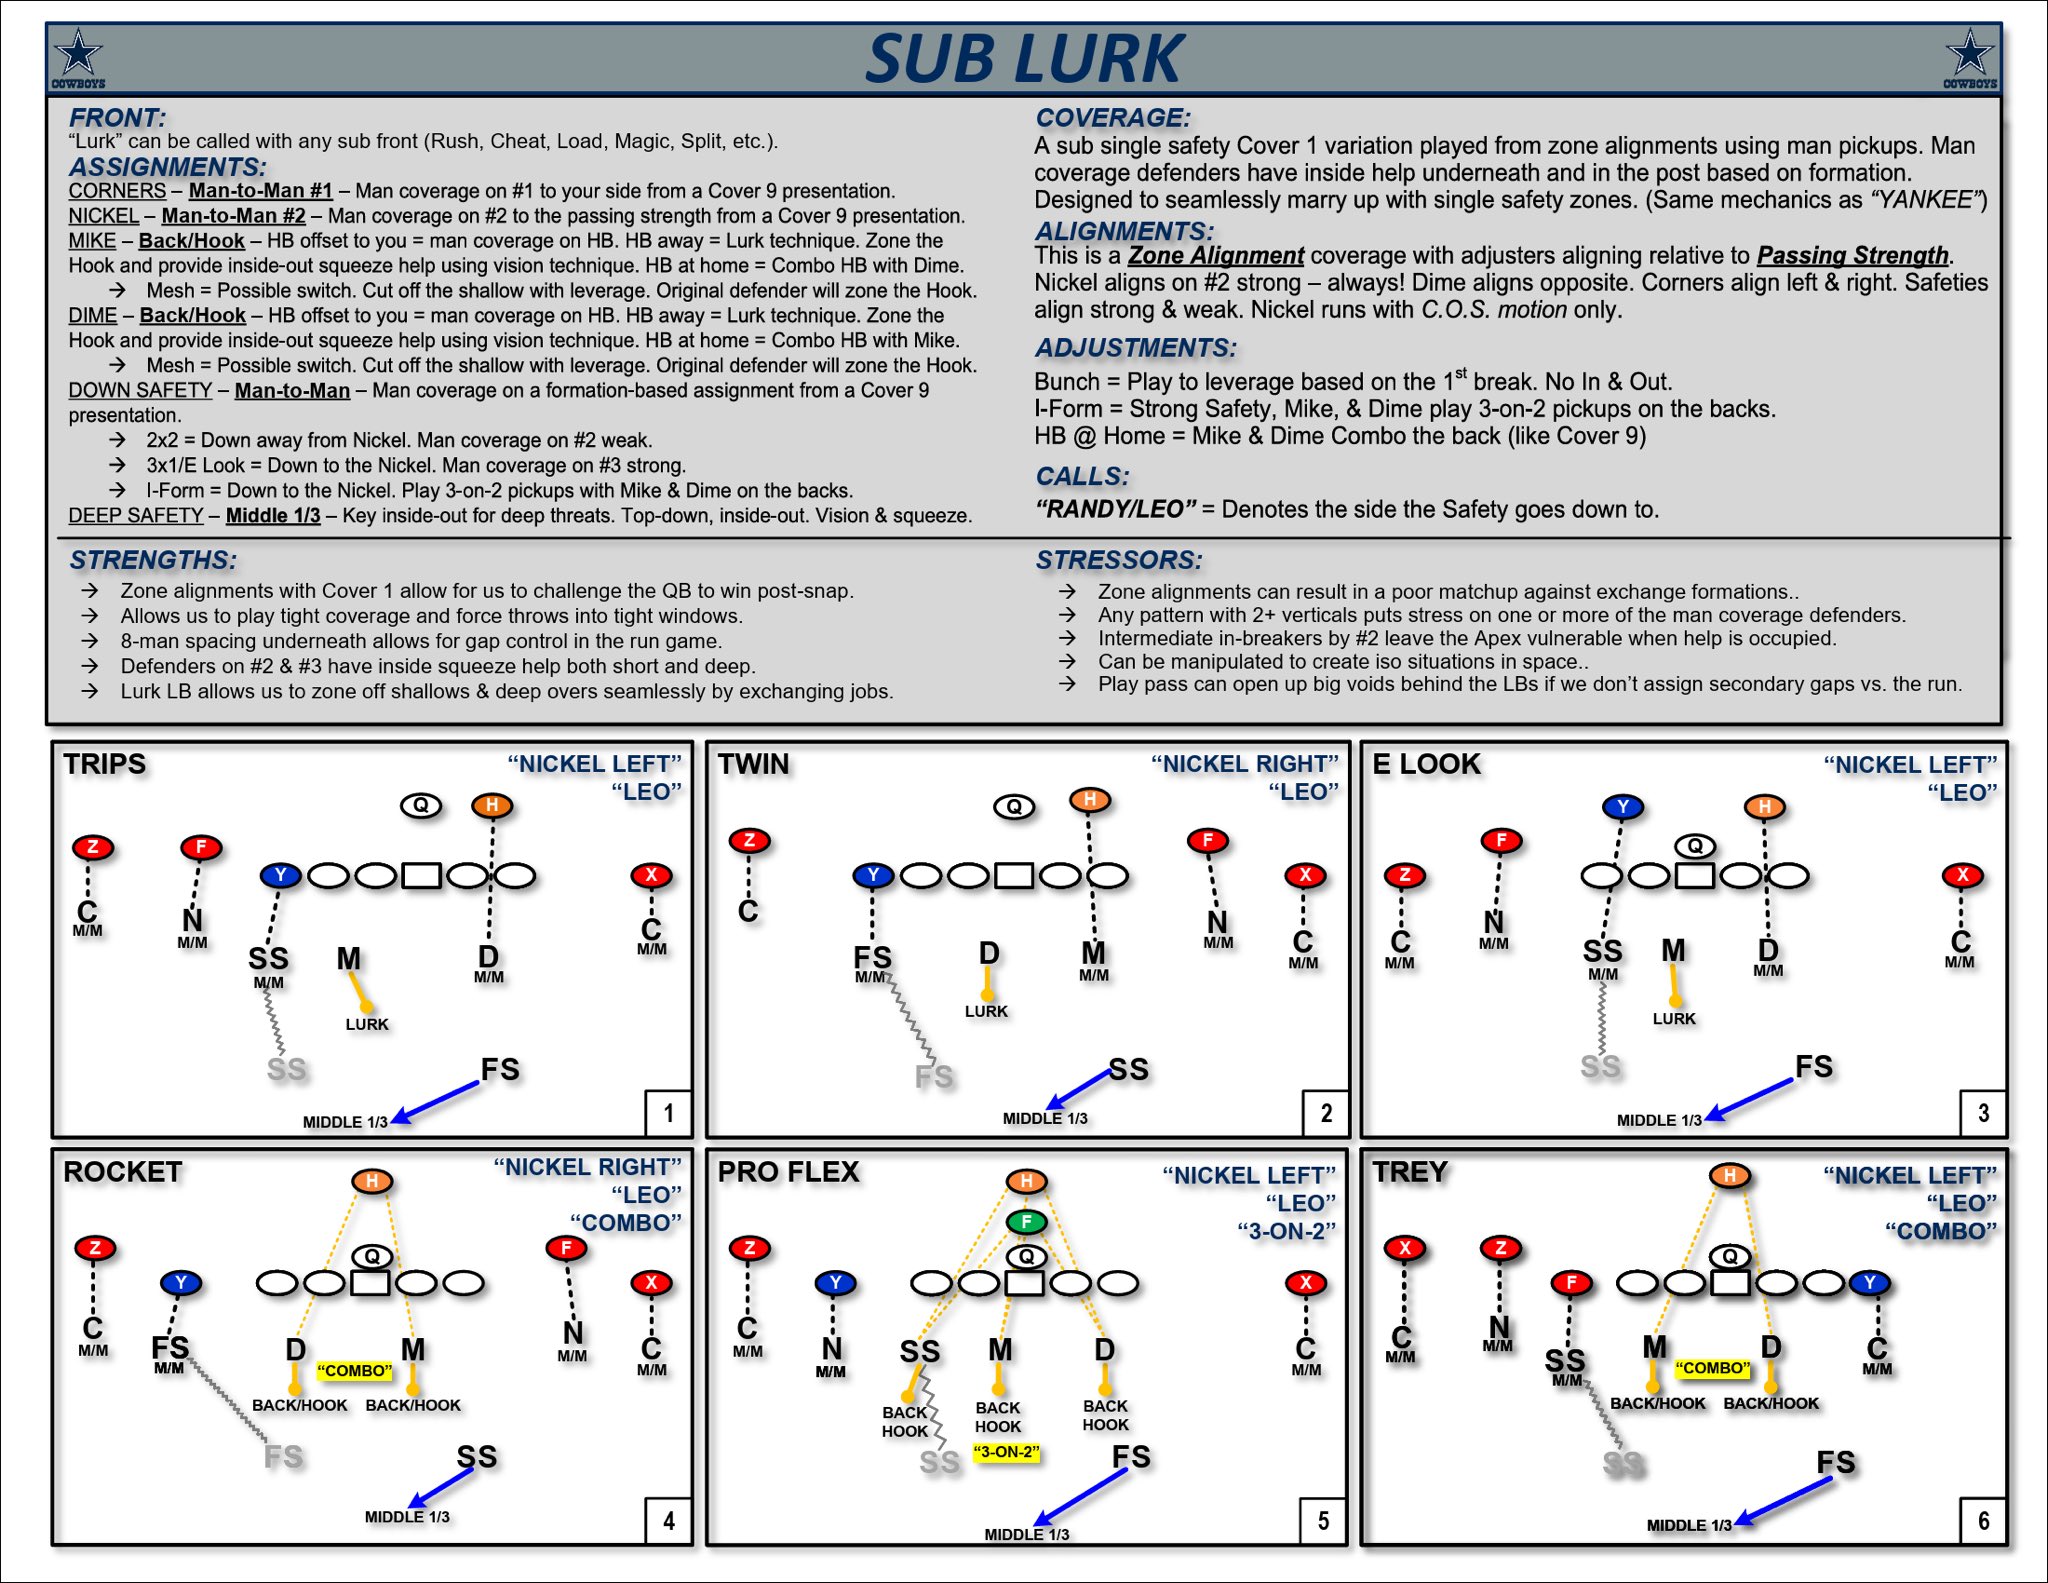 SUB LURK
COWBOYS
COWBOYS
FRONT:
“Lurk” can be called with any sub front (Rush, Cheat, Load, Magic, Split, etc.).
ASSIGNMENTS:
CORNERS – Man-to-Man #1 – Man coverage on #1 to your side from a Cover 9 presentation.
NICKEL – Man-to-Man #2 – Man coverage on #2 to the passing strength from a Cover 9 presentation.
MIKE – Back/Hook – HB offset to you = man coverage on HB. HB away = Lurk technique. Zone the
Hook and provide inside-out squeeze help using vision technique. HB at home = Combo HB with Dime.
→ Mesh = Possible switch. Cut off the shallow with leverage. Original defender will zone the Hook.
DIME – Back/Hook – HB offset to you = man coverage on HB. HB away = Lurk technique. Zone the
Hook and provide inside-out squeeze help using vision technique. HB at home = Combo HB with Mike.
→ Mesh = Possible switch. Cut off the shallow with leverage. Original defender will zone the Hook.
DOWN SAFETY – Man-to-Man – Man coverage on a formation-based assignment from a Cover 9
presentation.
→ 2x2 = Down away from Nickel. Man coverage on #2 weak.
→ 3x1/E Look = Down to the Nickel. Man coverage on #3 strong.
→ I-Form = Down to the Nickel. Play 3-on-2 pickups with Mike & Dime on the backs.
DEEP SAFETY – Middle 1/3 – Key inside-out for deep threats. Top-down, inside-out. Vision & squeeze.
COVERAGE:
A sub single safety Cover 1 variation played from zone alignments using man pickups. Man
coverage defenders have inside help underneath and in the post based on formation.
Designed to seamlessly marry up with single safety zones. (Same mechanics as “YANKEE”)
ALIGNMENTS:
This is a Zone Alignment coverage with adjusters aligning relative to Passing Strength.
Nickel aligns on #2 strong – always! Dime aligns opposite. Corners align left & right. Safeties
align strong & weak. Nickel runs with C.O.S. motion only.
ADJUSTMENTS:
Bunch = Play to leverage based on the 1st break. No In & Out.
I-Form = Strong Safety, Mike, & Dime play 3-on-2 pickups on the backs.
HB @ Home = Mike & Dime Combo the back (like Cover 9)
CALLS:
“RANDY/LEO” = Denotes the side the Safety goes down to.
STRENGTHS:
→ Zone alignments with Cover 1 allow for us to challenge the QB to win post-snap.
→ Allows us to play tight coverage and force throws into tight windows.
→ 8-man spacing underneath allows for gap control in the run game.
→ Defenders on #2 & #3 have inside squeeze help both short and deep.
→ Lurk LB allows us to zone off shallows & deep overs seamlessly by exchanging jobs.
STRESSORS:
→ Zone alignments can result in a poor matchup against exchange formations..
→ Any pattern with 2+ verticals puts stress on one or more of the man coverage defenders.
→ Intermediate in-breakers by #2 leave the Apex vulnerable when help is occupied.
→ Can be manipulated to create iso situations in space..
→ Play pass can open up big voids behind the LBs if we don’t assign secondary gaps vs. the run.
TRIPS
“NICKEL LEFT”
“LEO”
Q H
Z F
Y X
C N C
M/M M/M M/M
SS M D
M/M M/M
LURK
SS FS
MIDDLE 1/3
1
TWIN
“NICKEL RIGHT”
“LEO”
Q H
Z F
Y X
C N C
M/M M/M
FS D M
M/M M/M
LURK
FS SS
MIDDLE 1/3
2
E LOOK
“NICKEL LEFT”
“LEO”
Y H
F Q
Z X
C N C
M/M M/M M/M
SS M D
M/M M/M
LURK
SS FS
MIDDLE 1/3
3
ROCKET
“NICKEL RIGHT”
“LEO”
“COMBO”
H
Z Q F
Y X
C N C
M/M M/M M/M
FS D M
M/M “COMBO”
BACK/HOOK BACK/HOOK
FS SS
MIDDLE 1/3
4
PRO FLEX
“NICKEL LEFT”
“LEO”
“3-ON-2”
H
F
Z Q
Y X
C N C
M/M M/M M/M
SS M D
BACK BACK BACK
HOOK HOOK HOOK
“3-ON-2”
SS FS
MIDDLE 1/3
5
TREY
“NICKEL LEFT”
“LEO”
“COMBO”
H
X Z Q
F Y
C N C
M/M M/M M/M
SS M D
M/M “COMBO”
BACK/HOOK BACK/HOOK
SS FS
MIDDLE 1/3
6